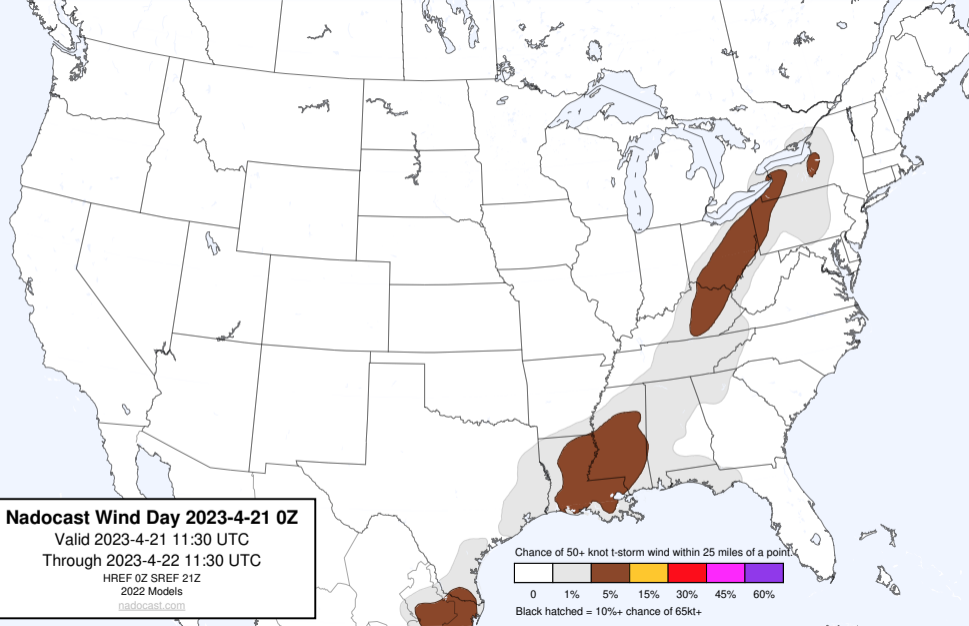 Nadocast Wind Day 2023-4-21 0Z
Valid 2023-4-21 11:30 UTC
Through 2023-4-22 11:30 UTC
HREF 0Z SREF 21Z
2022 Models
nadocast.com
Chance of 50+ knot t-storm wind within 25 miles of a point.
0 1% 5% 15% 30% 45% 60%
Black hatched = 10%+ chance of 65kt+